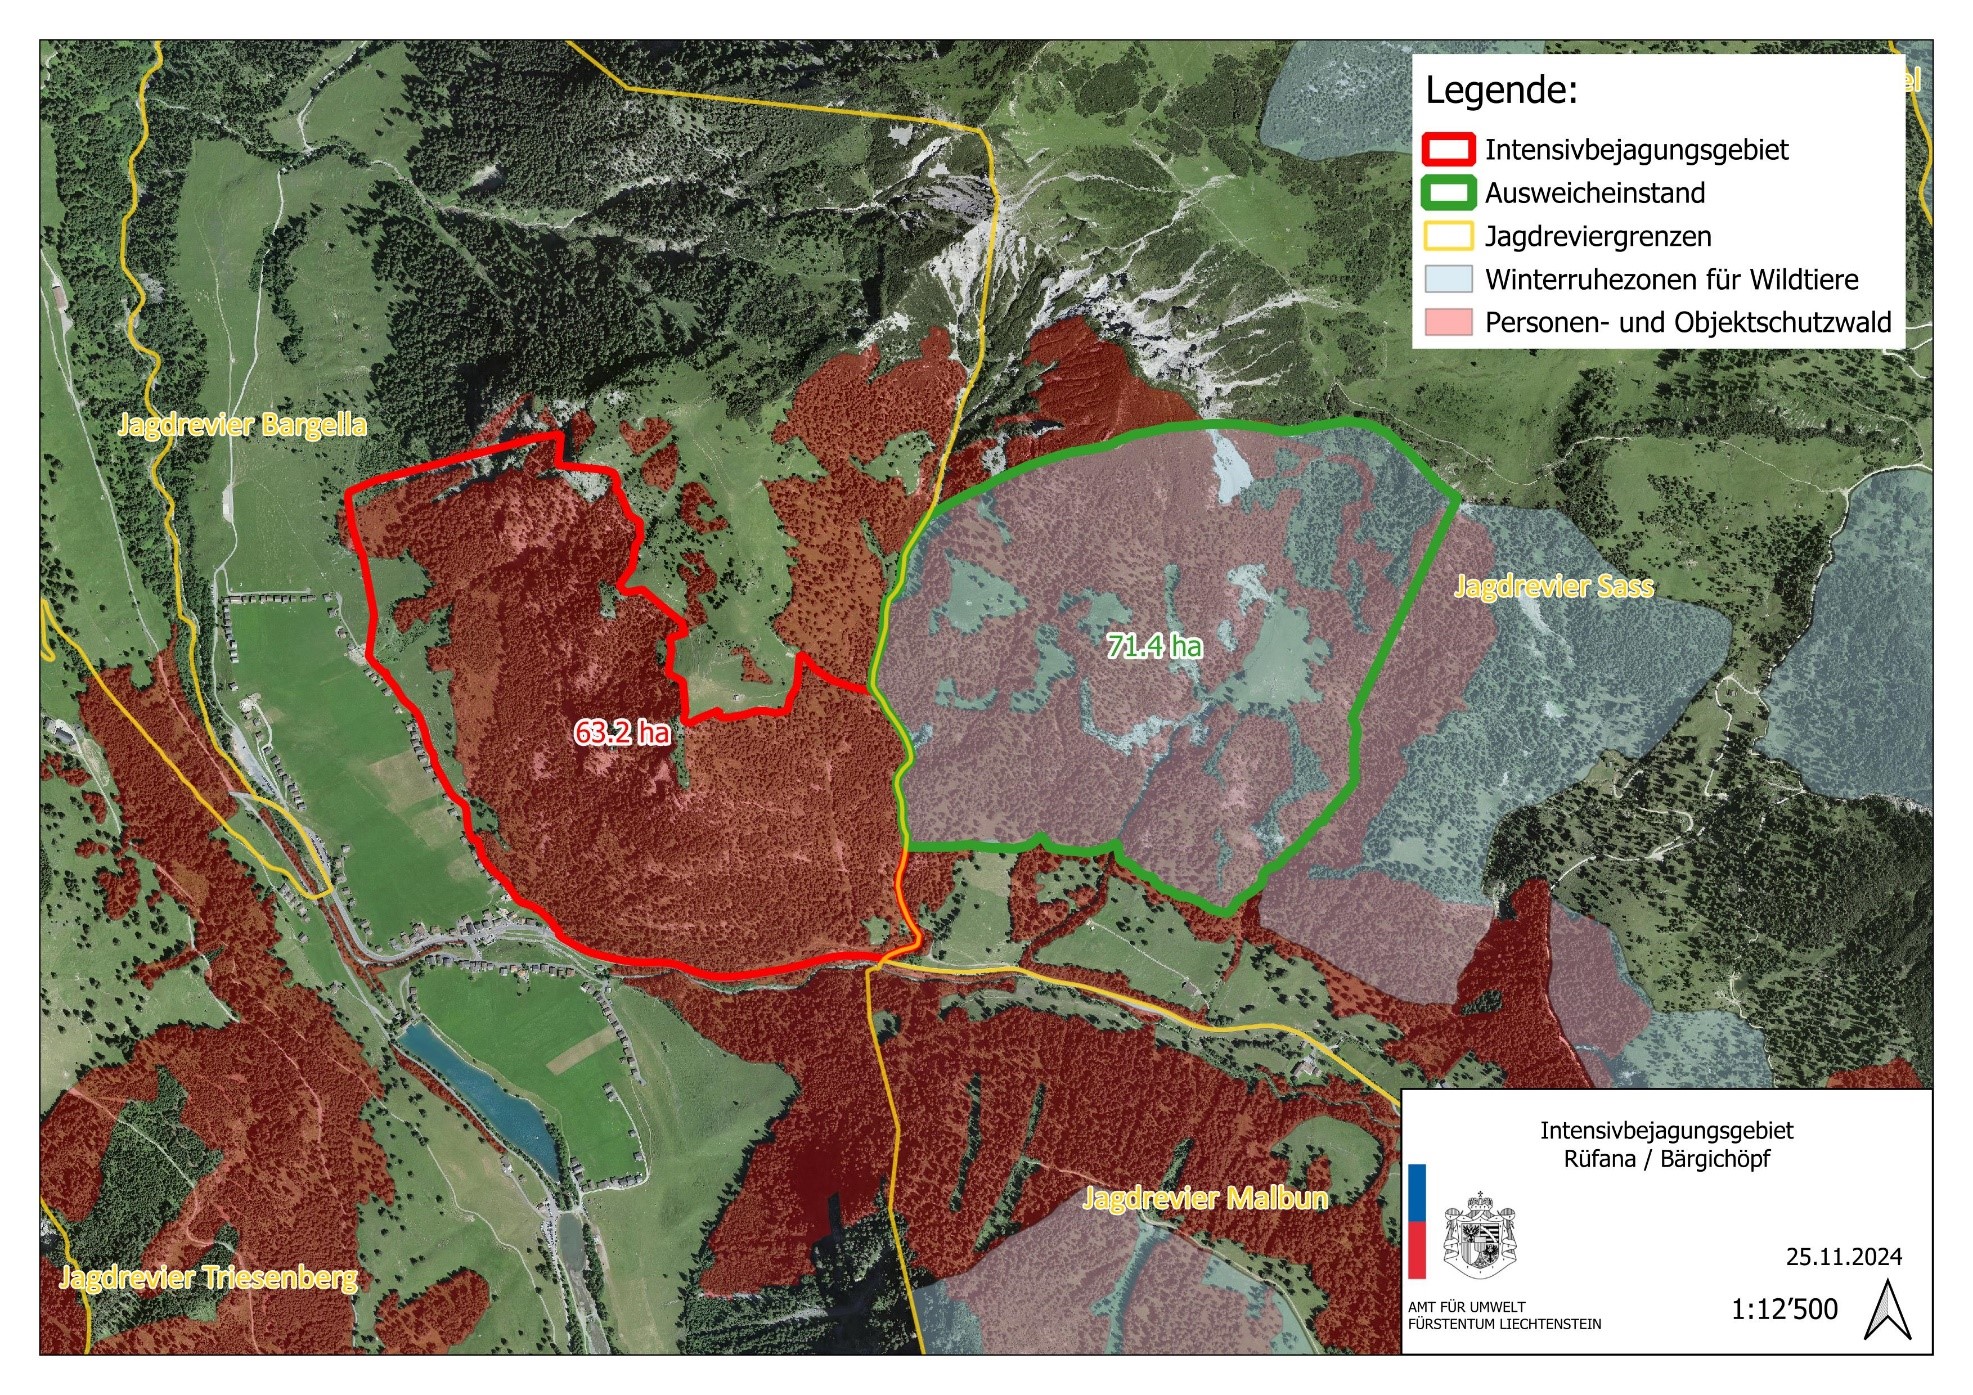 el
Legende:
Intensivbejagungsgebiet
Ausweicheinstand
Jagdreviergrenzen
Winterruhezonen für Wildtiere
Personen- und Objektschutzwald
Jagdrevier Bargella
Jagdrevier Sass
71.4 ha
63.2 ha
Jagdrevier Malbun
Jagdrevier Triesenberg
Intensivbejagungsgebiet
Rüfana / Bärgichöpf
25.11.2024
1:12’500
AMT FÜR UMWELT
FÜRSTENTUM LIECHTENSTEIN